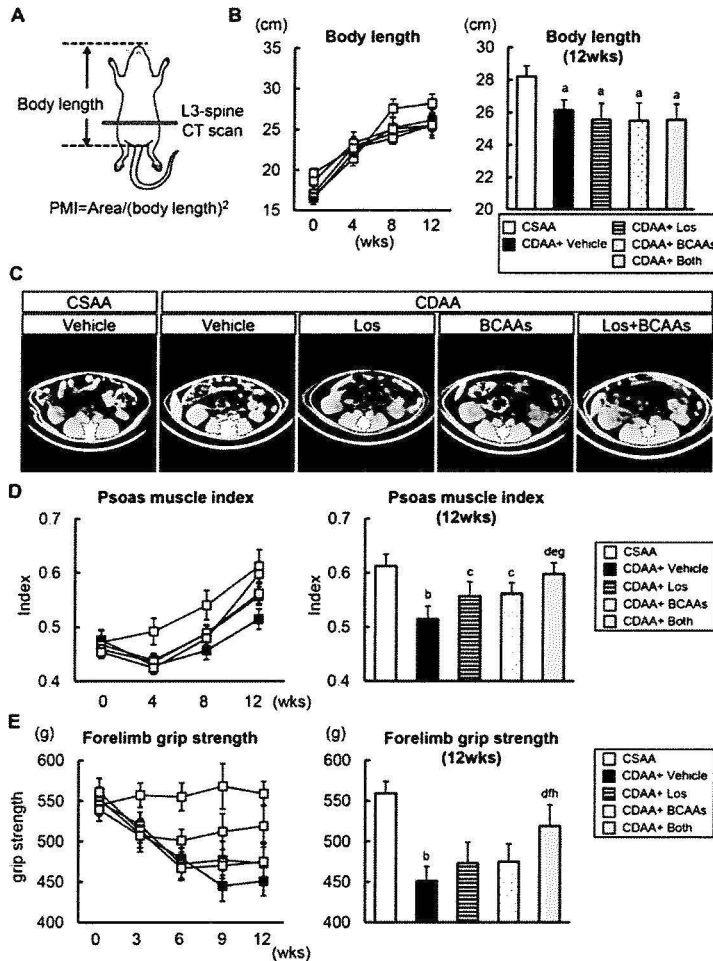 A
Body length
L3-spine
CT scan
PMI=Area/(body length)2
B
(cm)
Body length
35
30
25
20
15
0
4
8
12
(wks)
(cm)
Body length
(12wks)
28
26
24
22
20
a
a
a
a
CSAA
CDAA+ Vehicle
CDAA+ Los
CDAA+ BCAAs
CDAA+ Both
C
CSAA
CDAA
Vehicle
Vehicle
Los
BCAAs
Los+BCAAs
D
Psoas muscle index
Index
0.7
0.6
0.5
0.4
0
4
8
12
(wks)
Psoas muscle index
(12wks)
Index
0.7
0.6
0.5
0.4
b
c
c
deg
CSAA
CDAA+ Vehicle
CDAA+ Los
CDAA+ BCAAs
CDAA+ Both
E
(g)
Forelimb grip strength
grip strength
600
550
500
450
400
0
3
6
9
12
(wks)
(g)
Forelimb grip strength
(12wks)
grip strength
600
550
500
450
400
b
dfh
CSAA
CDAA+ Vehicle
CDAA+ Los
CDAA+ BCAAs
CDAA+ Both